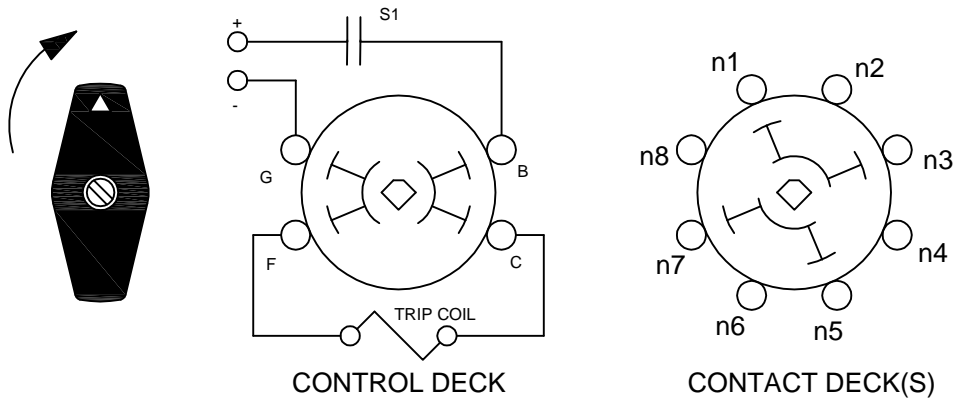 S1
+
-
G
B
F
C
TRIP COIL
CONTROL DECK
n1
n2
n8
n3
n7
n4
n6
n5
CONTACT DECK(S)